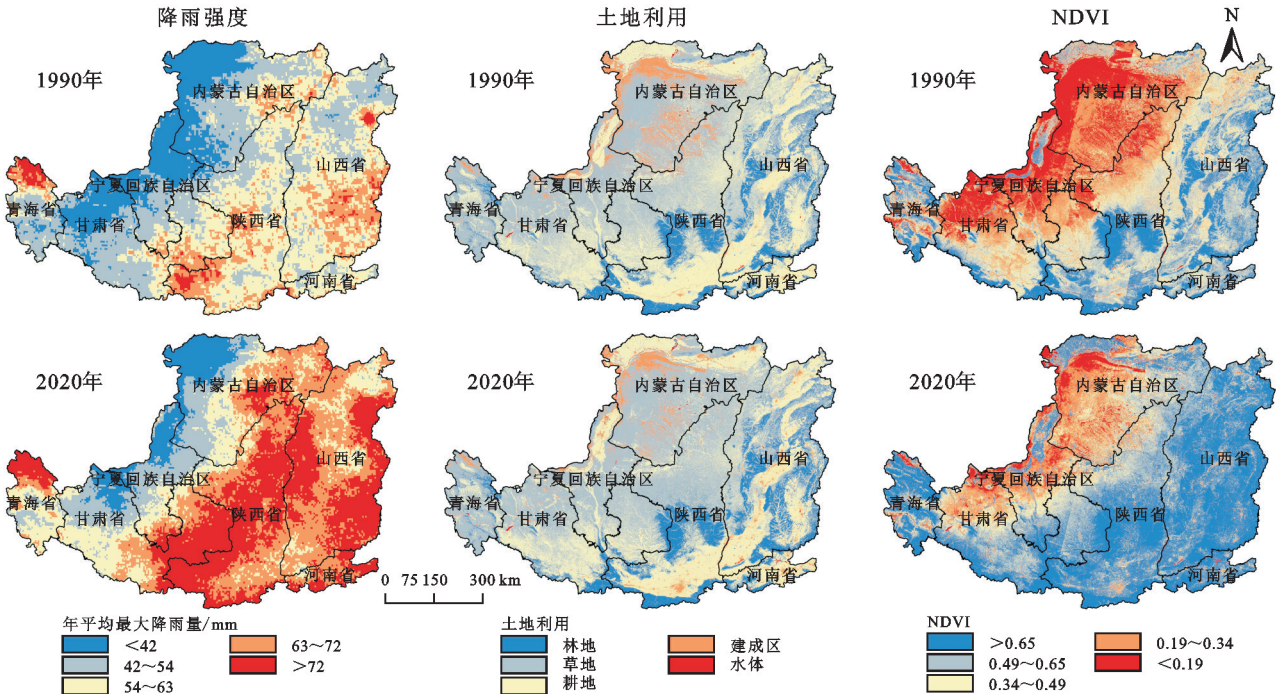 降雨强度
土地利用
NDVI
N
1990年
内蒙古自治区
山西省
宁夏回族自治区
青海省
甘肃省
陕西省
河南省
1990年
内蒙古自治区
山西省
宁夏回族自治区
青海省
甘肃省
陕西省
河南省
1990年
内蒙古自治区
山西省
宁夏回族自治区
青海省
甘肃省
陕西省
河南省
2020年
内蒙古自治区
山西省
宁夏回族自治区
青海省
甘肃省
陕西省
河南省
2020年
内蒙古自治区
山西省
宁夏回族自治区
青海省
甘肃省
陕西省
河南省
2020年
内蒙古自治区
山西省
宁夏回族自治区
青海省
甘肃省
陕西省
河南省
0 75 150 300 km
年平均最大降雨量/mm
<42
42~54
54~63
63~72
>72
土地利用
林地
草地
耕地
建成区
水体
NDVI
>0.65
0.49~0.65
0.34~0.49
0.19~0.34
<0.19